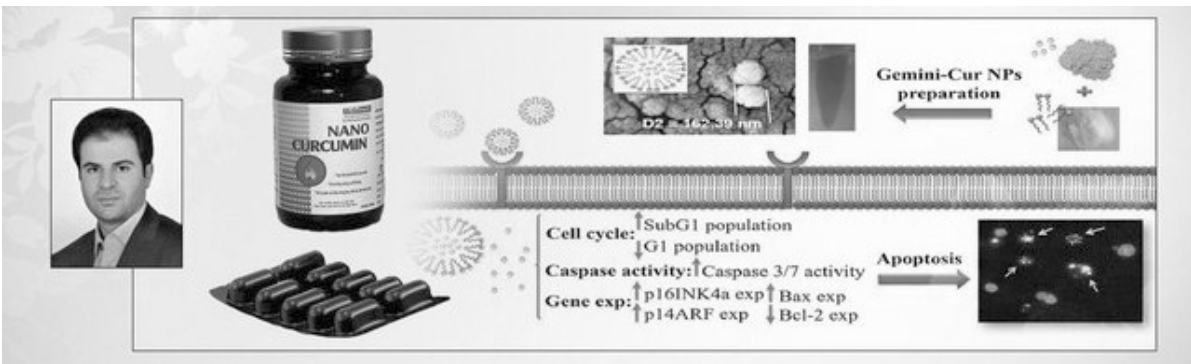 NANO
CURCUMIN
D2 = 162.39 nm
Gemini-Cur NPs
preparation
+
Cell cycle: ↑SubG1 population
↓G1 population
Caspase activity:↑Caspase 3/7 activity
Gene exp: ↑p16INK4a exp ↑Bax exp
↑p14ARF exp ↓Bcl-2 exp
Apoptosis